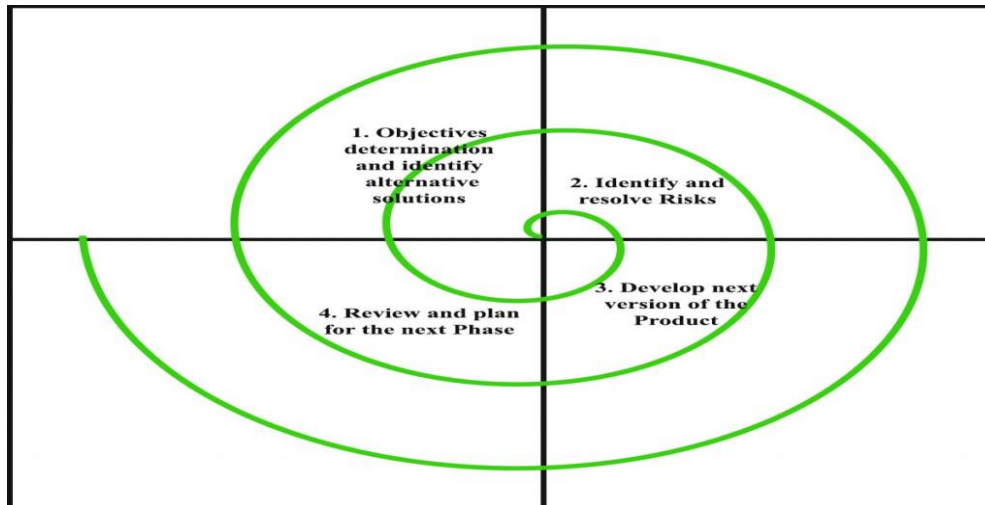 1. Objectives
determination
and identify
alternative
solutions
2. Identify and
resolve Risks
3. Develop next
version of the
Product
4. Review and plan
for the next Phase